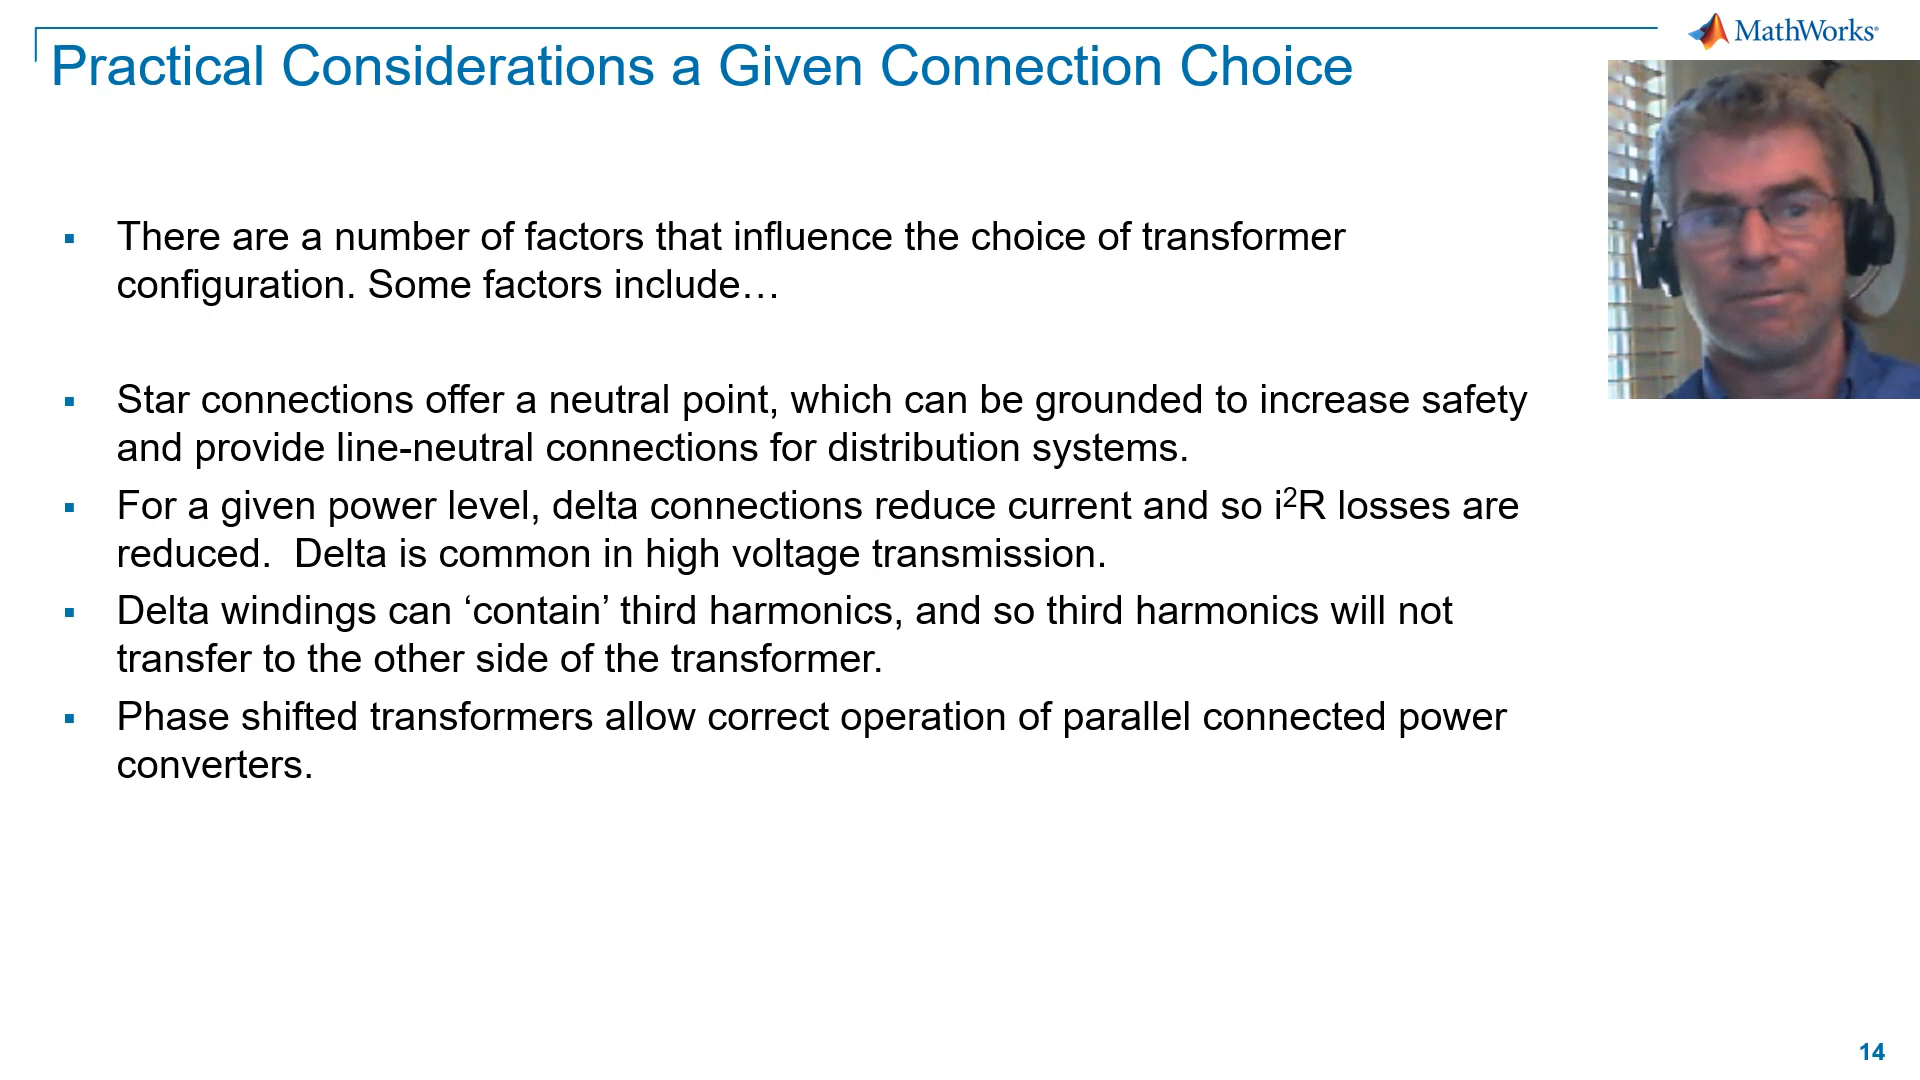 MathWorks®
Practical Considerations a Given Connection Choice
▪ There are a number of factors that influence the choice of transformer
configuration. Some factors include…
▪ Star connections offer a neutral point, which can be grounded to increase safety
and provide line-neutral connections for distribution systems.
▪ For a given power level, delta connections reduce current and so i²R losses are
reduced.  Delta is common in high voltage transmission.
▪ Delta windings can ‘contain’ third harmonics, and so third harmonics will not
transfer to the other side of the transformer.
▪ Phase shifted transformers allow correct operation of parallel connected power
converters.
14